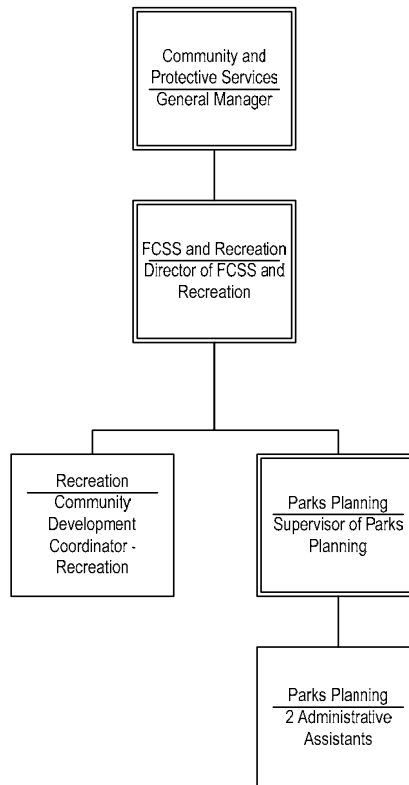 Community and
Protective Services
General Manager
FCSS and Recreation
Director of FCSS and
Recreation
Recreation
Community
Development
Coordinator -
Recreation
Parks Planning
Supervisor of Parks
Planning
Parks Planning
2 Administrative
Assistants